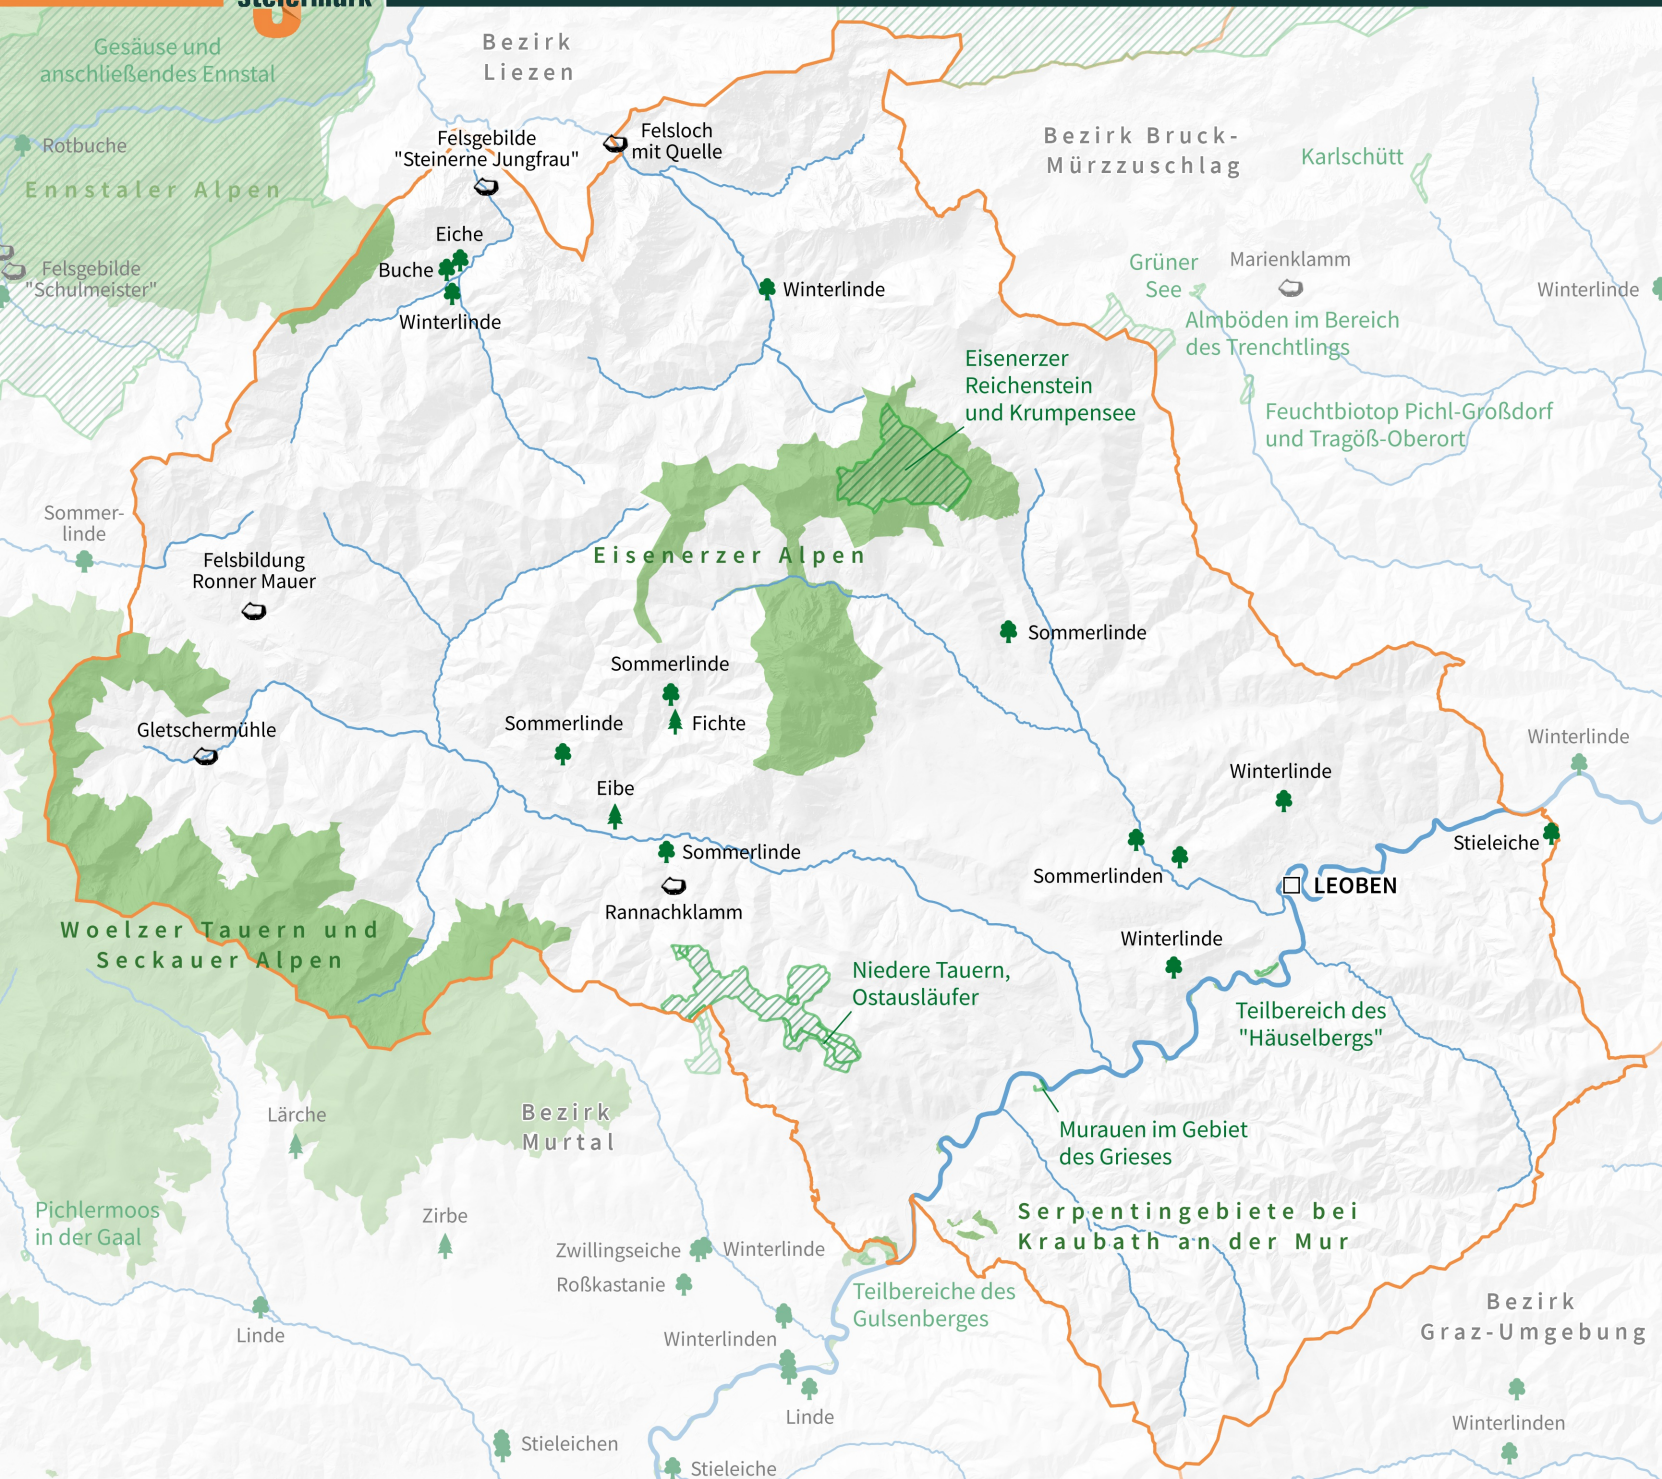 steiermark
Gesäuse und
anschließendes Ennstal
Bezirk
Liezen
Rotbuche
Ennstaler Alpen
Felsgebilde
"Schulmeister"
Felsgebilde
"Steinerne Jungfrau"
Felsloch
mit Quelle
Bezirk Bruck-
Mürzzuschlag
Karlschütt
Eiche
Buche
Winterlinde
Winterlinde
Grüner
See
Marienklamm
Winterlinde
Almböden im Bereich
des Trenchtlings
Eisenerzer
Reichenstein
und Krumpensee
Feuchtbiotop Pichl-Großdorf
und Tragöß-Oberort
Sommer-
linde
Felsbildung
Ronner Mauer
Eisenerzer Alpen
Sommerlinde
Sommerlinde
Fichte
Sommerlinde
Gletschermühle
Eibe
Winterlinde
Winterlinde
Stieleiche
Sommerlinde
Rannachklamm
Sommerlinden
LEOBEN
Woelzer Tauern und
Seckauer Alpen
Winterlinde
Niedere Tauern,
Ostausläufer
Teilbereich des
"Häuselbergs"
Lärche
Bezirk
Murtal
Murauen im Gebiet
des Grieses
Pichlermoos
in der Gaal
Zirbe
Serpentingebiete bei
Kraubath an der Mur
Zwillingseiche
Winterlinde
Roßkastanie
Teilbereiche des
Gulsenberges
Bezirk
Graz-Umgebung
Linde
Winterlinden
Linde
Winterlinden
Stieleichen
Stieleiche